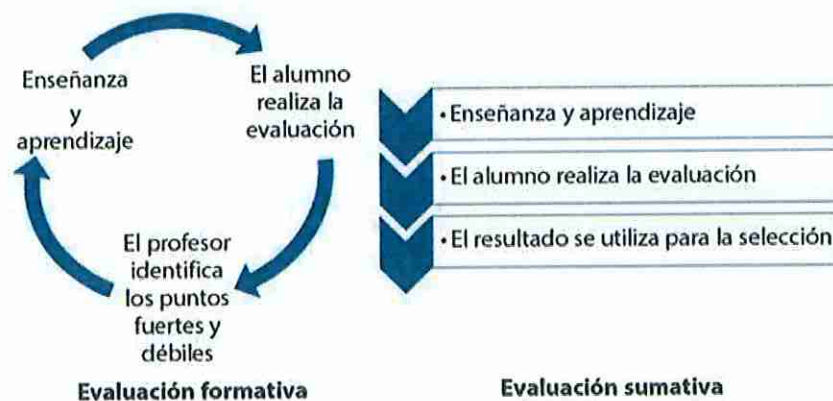 Enseñanza
y
aprendizaje
El alumno
realiza la
evaluación
El profesor
identifica
los puntos
fuertes y
débiles
Evaluación formativa
• Enseñanza y aprendizaje
• El alumno realiza la evaluación
• El resultado se utiliza para la selección
Evaluación sumativa